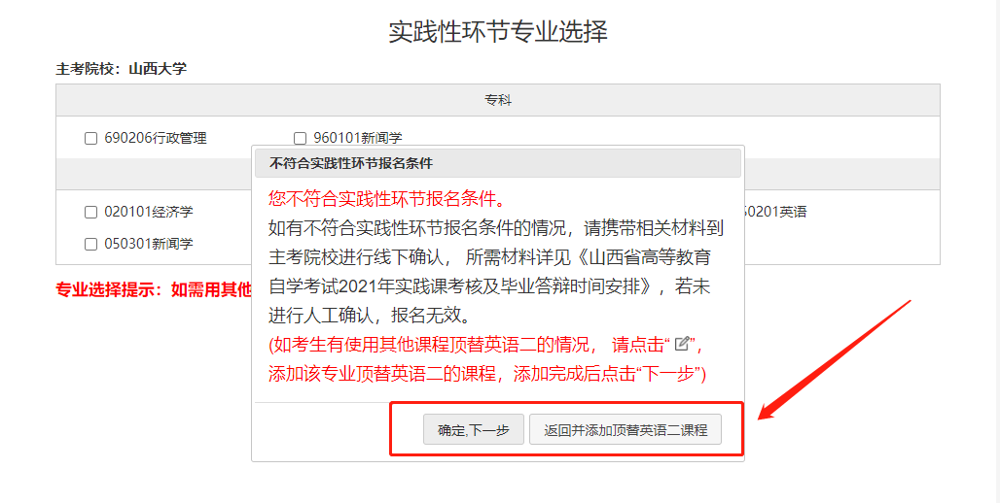 实践性环节专业选择
主考院校：山西大学
专科
690206行政管理 960101新闻学
不符合实践性环节报名条件
您不符合实践性环节报名条件。
如有不符合实践性环节报名条件的情况，请携带相关材料到
主考院校进行线下确认， 所需材料详见《山西省高等教育
自学考试2021年实践课考核及毕业答辩时间安排》，若未
进行人工确认，报名无效。
(如考生有使用其他课程顶替英语二的情况， 请点击“ ”，
添加该专业顶替英语二的课程，添加完成后点击“下一步”)
确定,下一步 返回并添加顶替英语二课程
020101经济学 0201英语
050301新闻学
专业选择提示：如需用其他